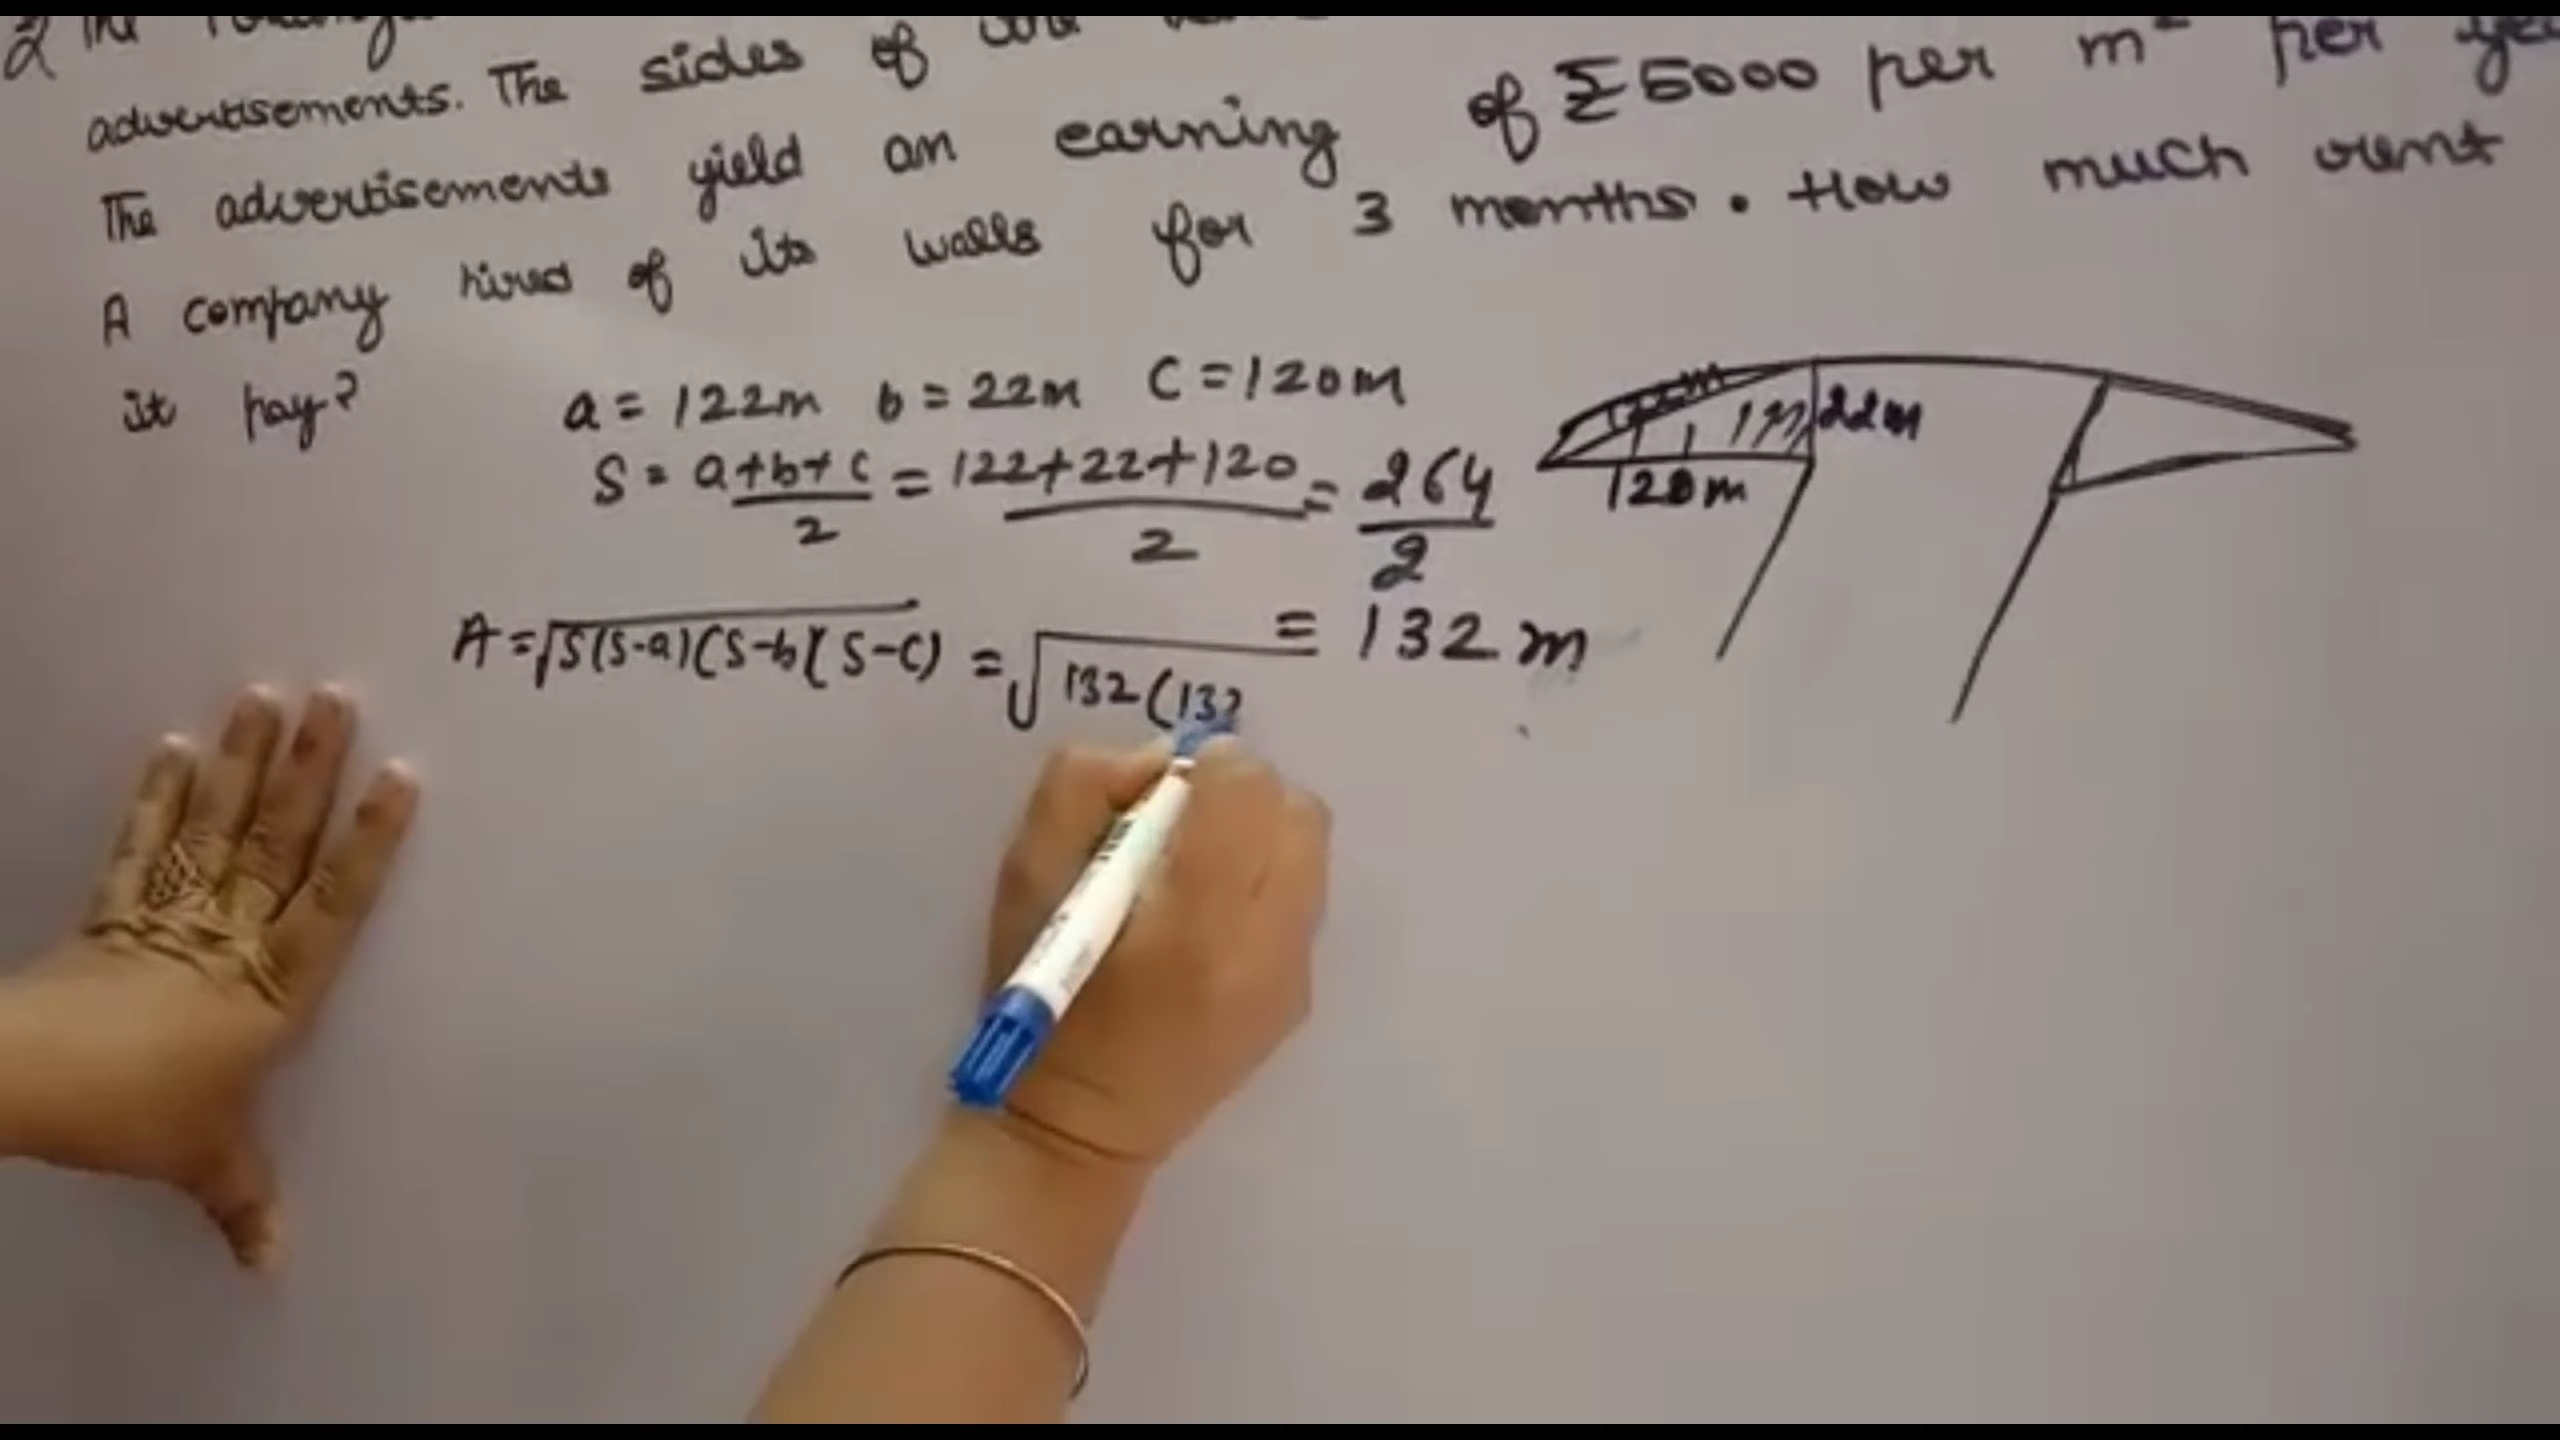 2 The
advertisements. The sides of
The advertisements yield an earning of ₹5000 per m² per
A company hired of its walls for 3 months. How much rent
it pay?
a = 122m b = 22m C = 120m
S = a+b+c/2 = 122+22+120/2 = 264/2
= 132 m
A = √S(S-a)(S-b(S-c) = √132(132
22m
120m